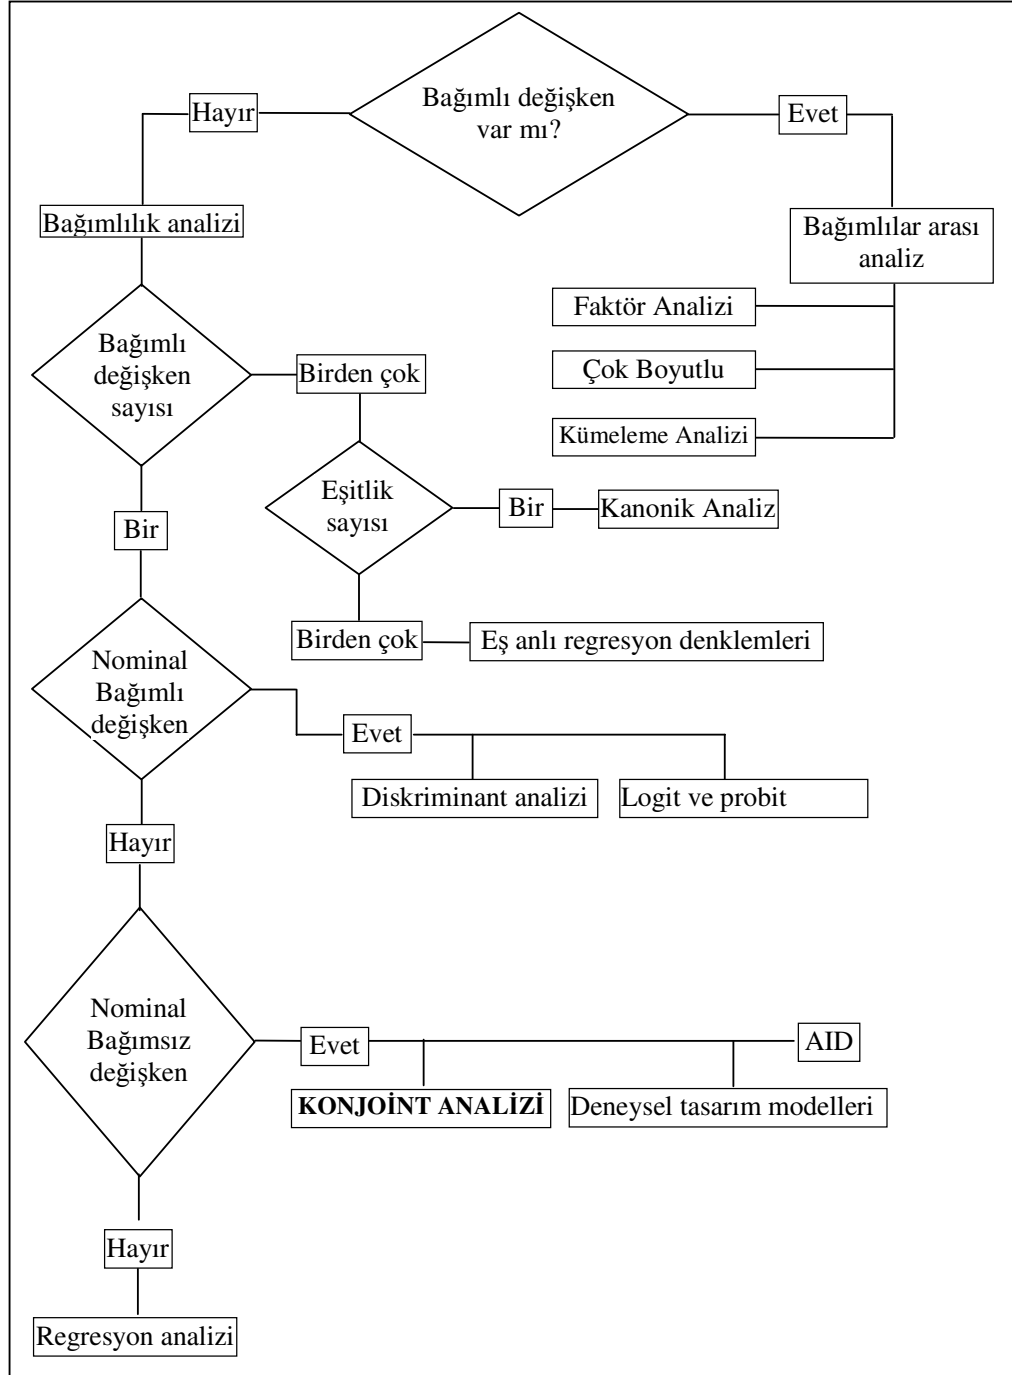 Bağımlı değişken
var mı?
Hayır
Evet
Bağımlılık analizi
Bağımlılar arası
analiz
Faktör Analizi
Çok Boyutlu
Kümeleme Analizi
Bağımlı
değişken
sayısı
Birden çok
Eşitlik
sayısı
Bir
Kanonik Analiz
Bir
Birden çok
Eş anlı regresyon denklemleri
Nominal
Bağımlı
değişken
Evet
Diskriminant analizi
Logit ve probit
Hayır
Nominal
Bağımsız
değişken
Evet
AID
KONJOİNT ANALİZİ
Deneysel tasarım modelleri
Hayır
Regresyon analizi